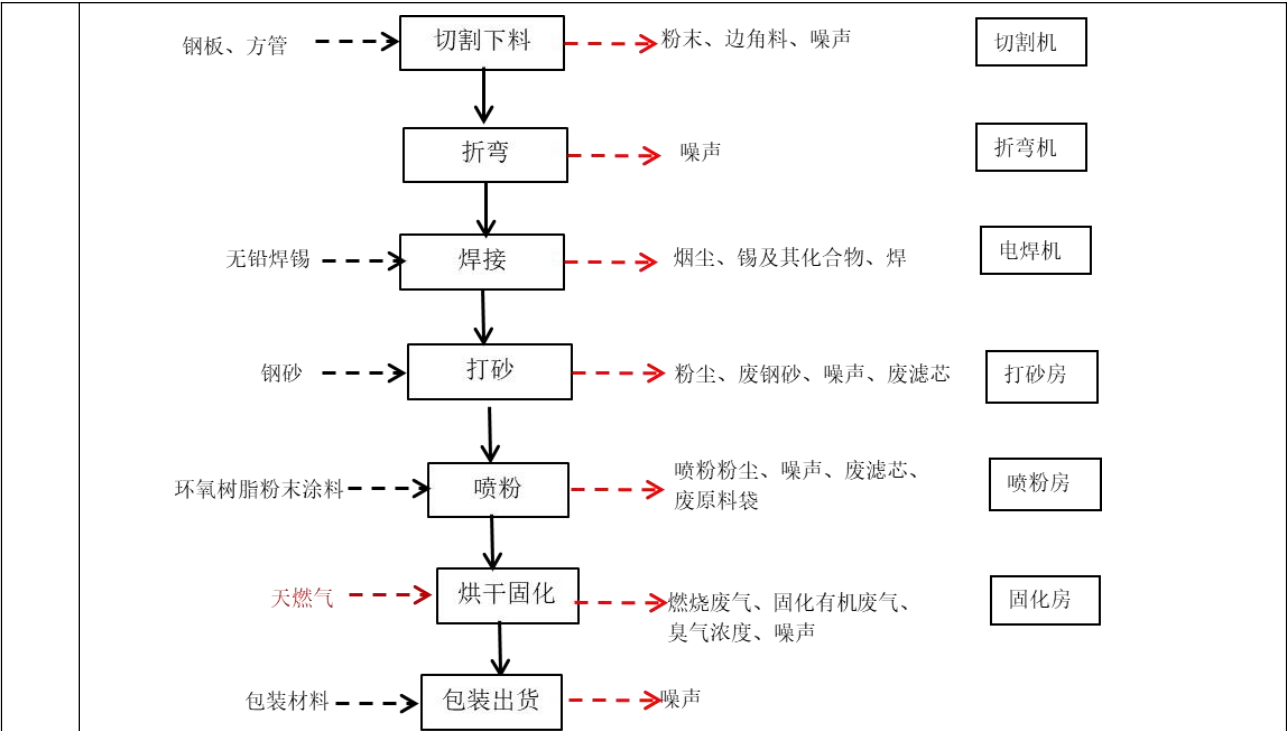 钢板、方管
切割下料
粉末、边角料、噪声
切割机
折弯
噪声
折弯机
无铅焊锡
焊接
烟尘、锡及其化合物、焊
电焊机
钢砂
打砂
粉尘、废钢砂、噪声、废滤芯
打砂房
环氧树脂粉末涂料
喷粉
喷粉粉尘、噪声、废滤芯、
废原料袋
喷粉房
天燃气
烘干固化
燃烧废气、固化有机废气、
臭气浓度、噪声
固化房
包装材料
包装出货
噪声